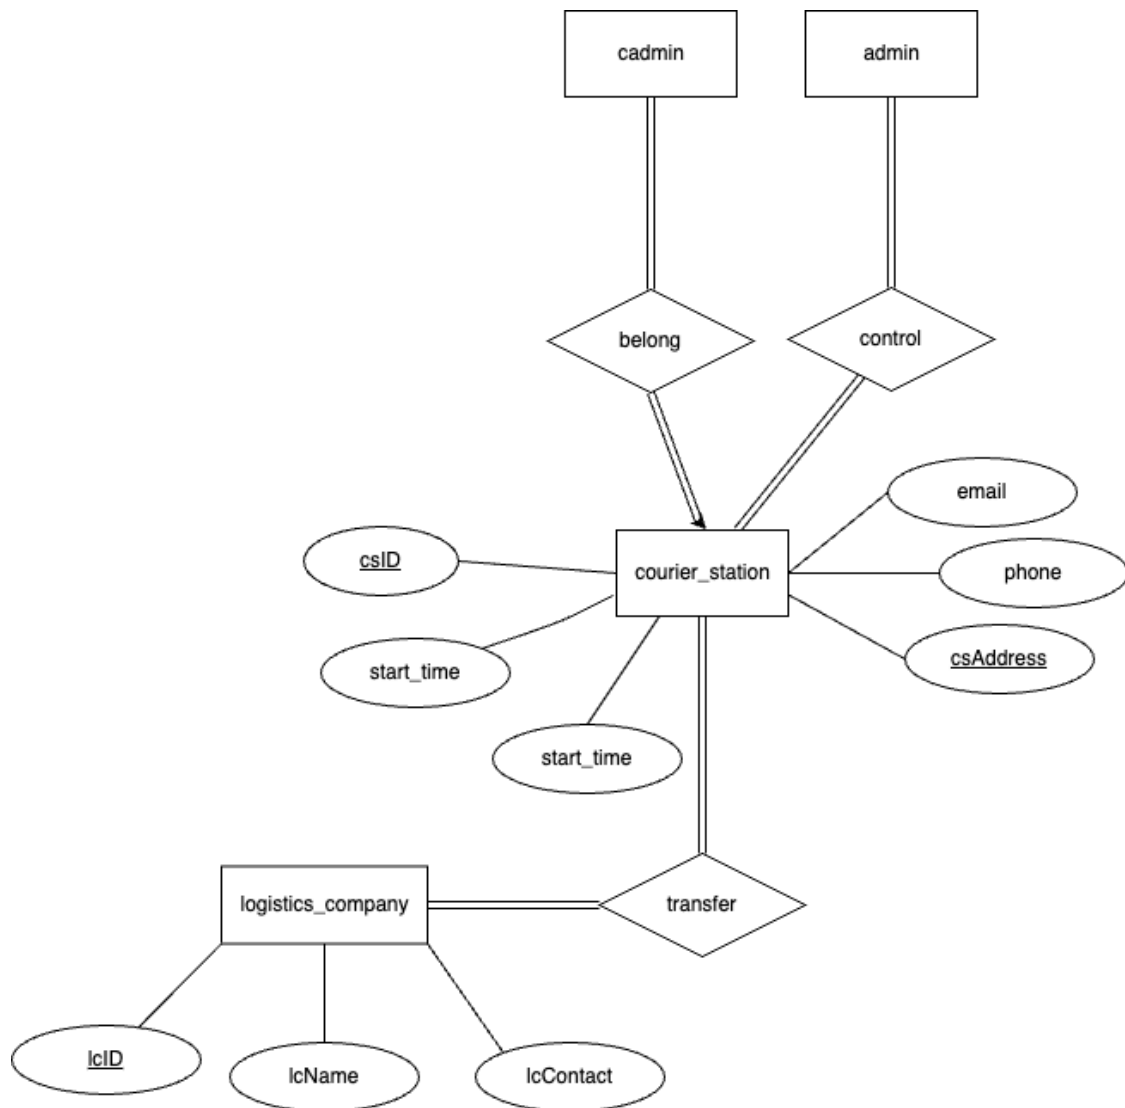 cadmin
admin
belong
control
email
csID
courier_station
phone
start_time
csAddress
start_time
logistics_company
transfer
lcID
lcName
lcContact